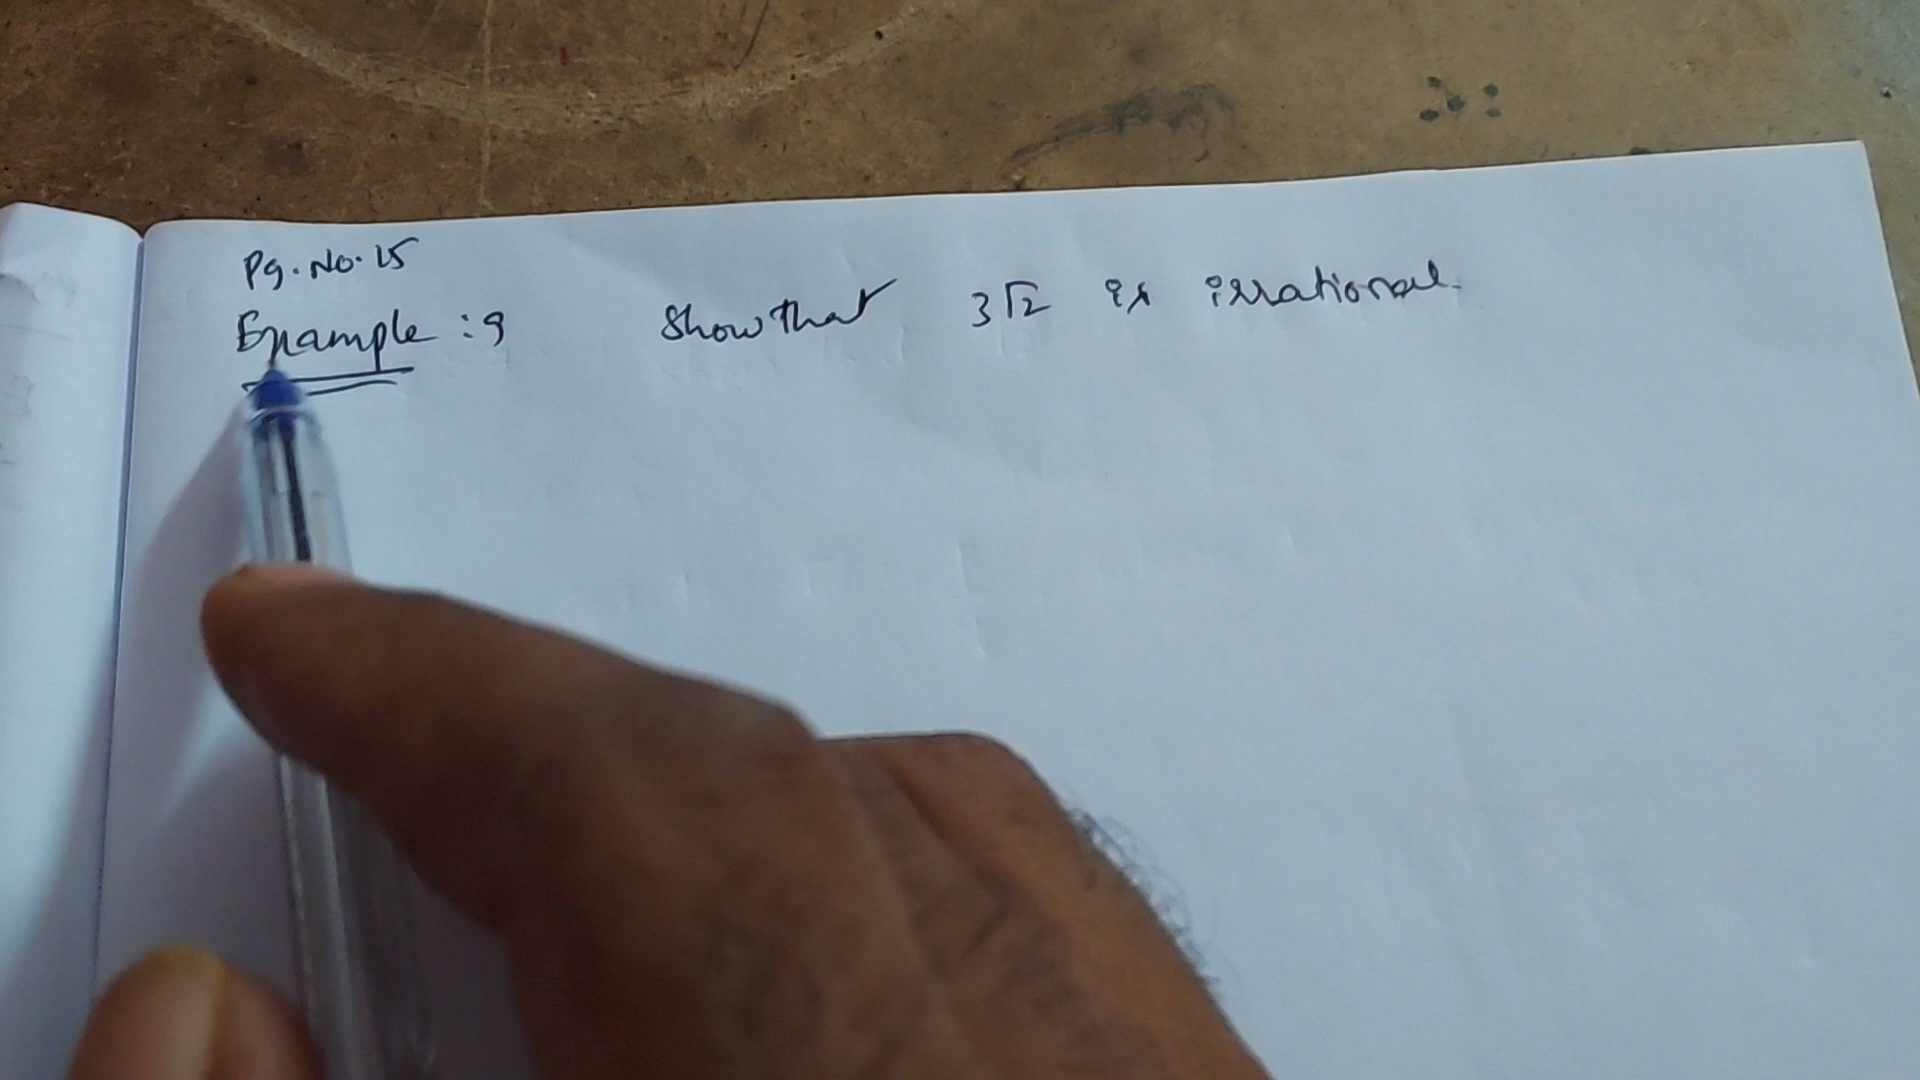 Pg. No. 15
Example : 9 Show that 3√2 is irrational.